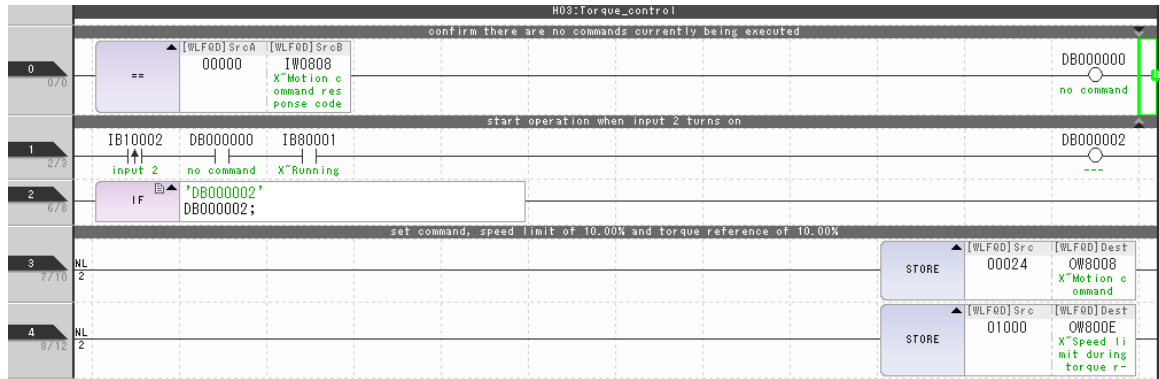 H03:Torque_control
confirm there are no commands currently being executed
[WLFQD]SrcA [WLFQD]SrcB
0
0/0
==
00000
IW0808
X~Motion c
ommand res
ponse code
DB000000
no command
start operation when input 2 turns on
1
2/3
IB10002 DB000000 IB80001
input 2 no command X~Running
DB000002
---
2
6/8
IF
'DB000002'
DB000002;
set command, speed limit of 10.00% and torque reference of 10.00%
3
7/10
NL
2
STORE
[WLFQD]Src [WLFQD]Dest
00024 OW8008
X~Motion c
ommand
4
8/12
NL
2
STORE
[WLFQD]Src [WLFQD]Dest
01000 OW800E
X~Speed li
mit during
torque r-